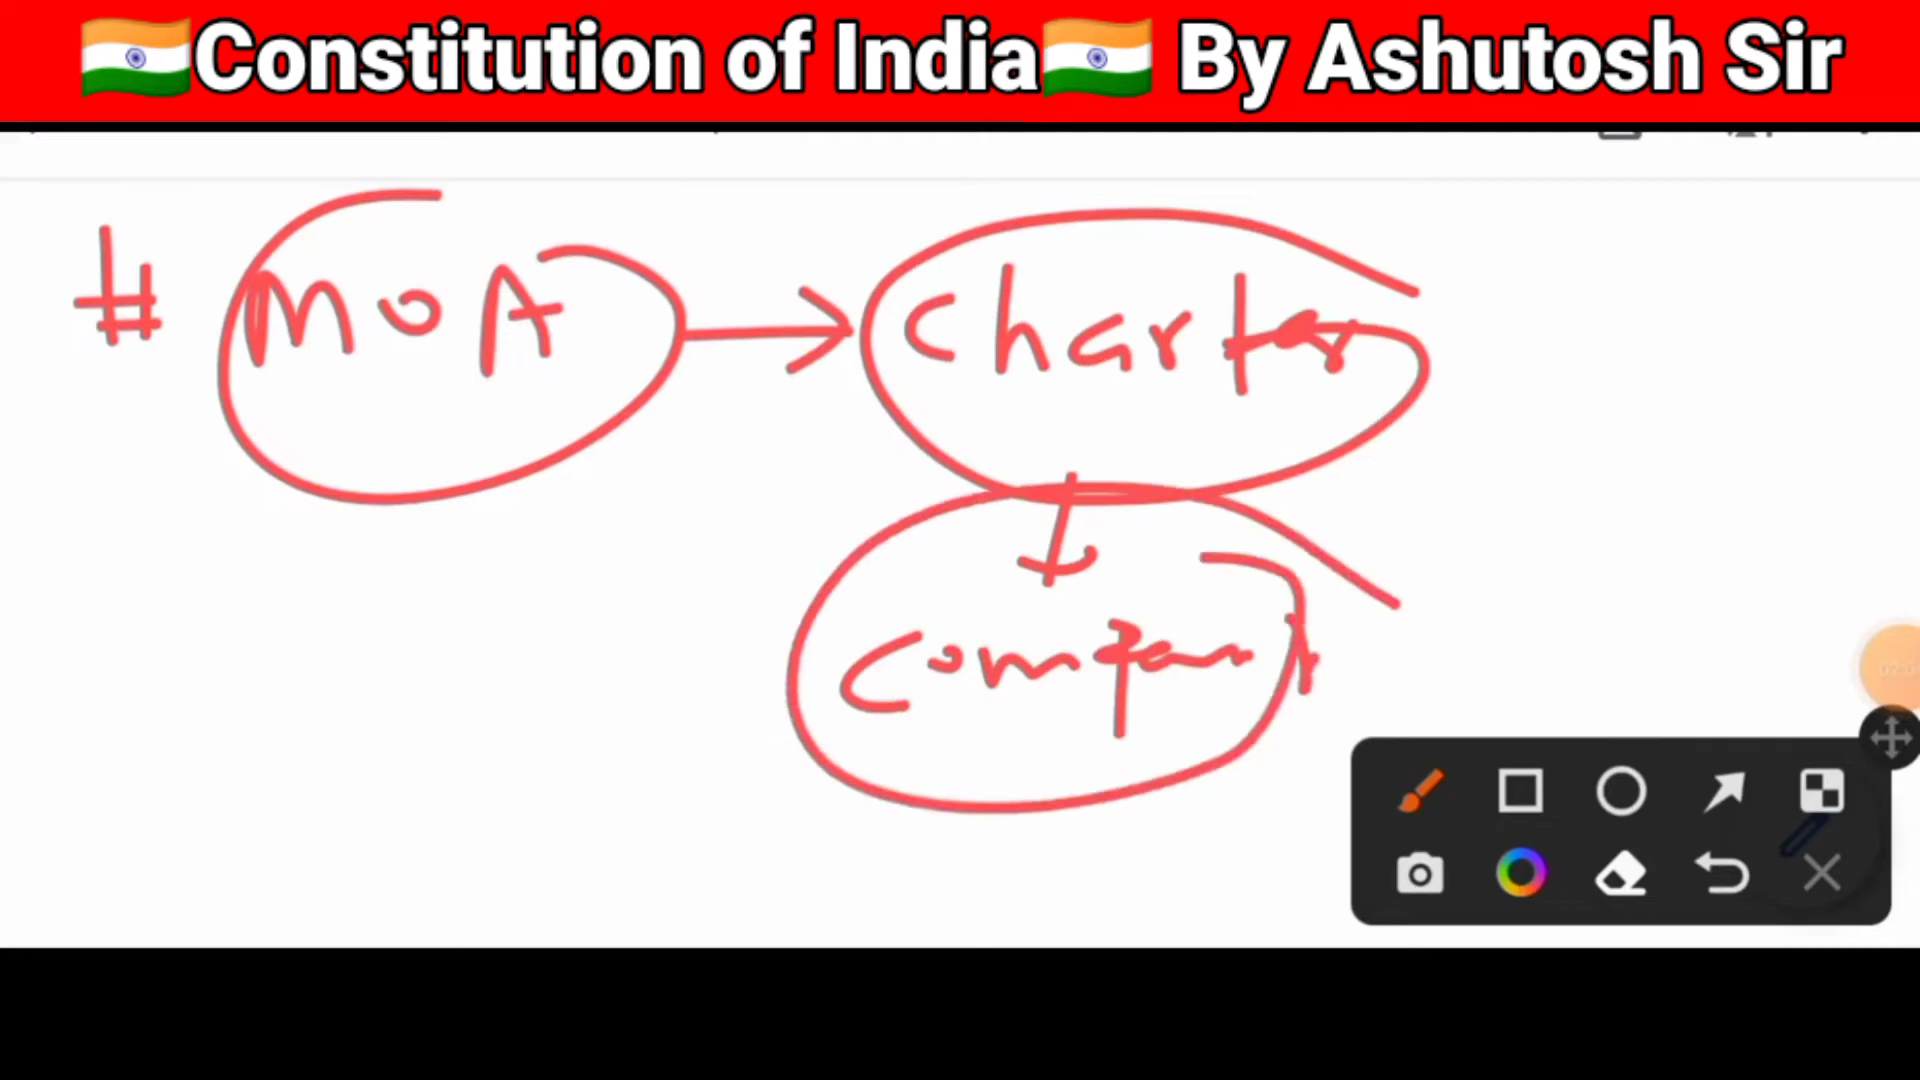 🇮🇳Constitution of India🇮🇳 By Ashutosh Sir
# MOA → Charter
Company